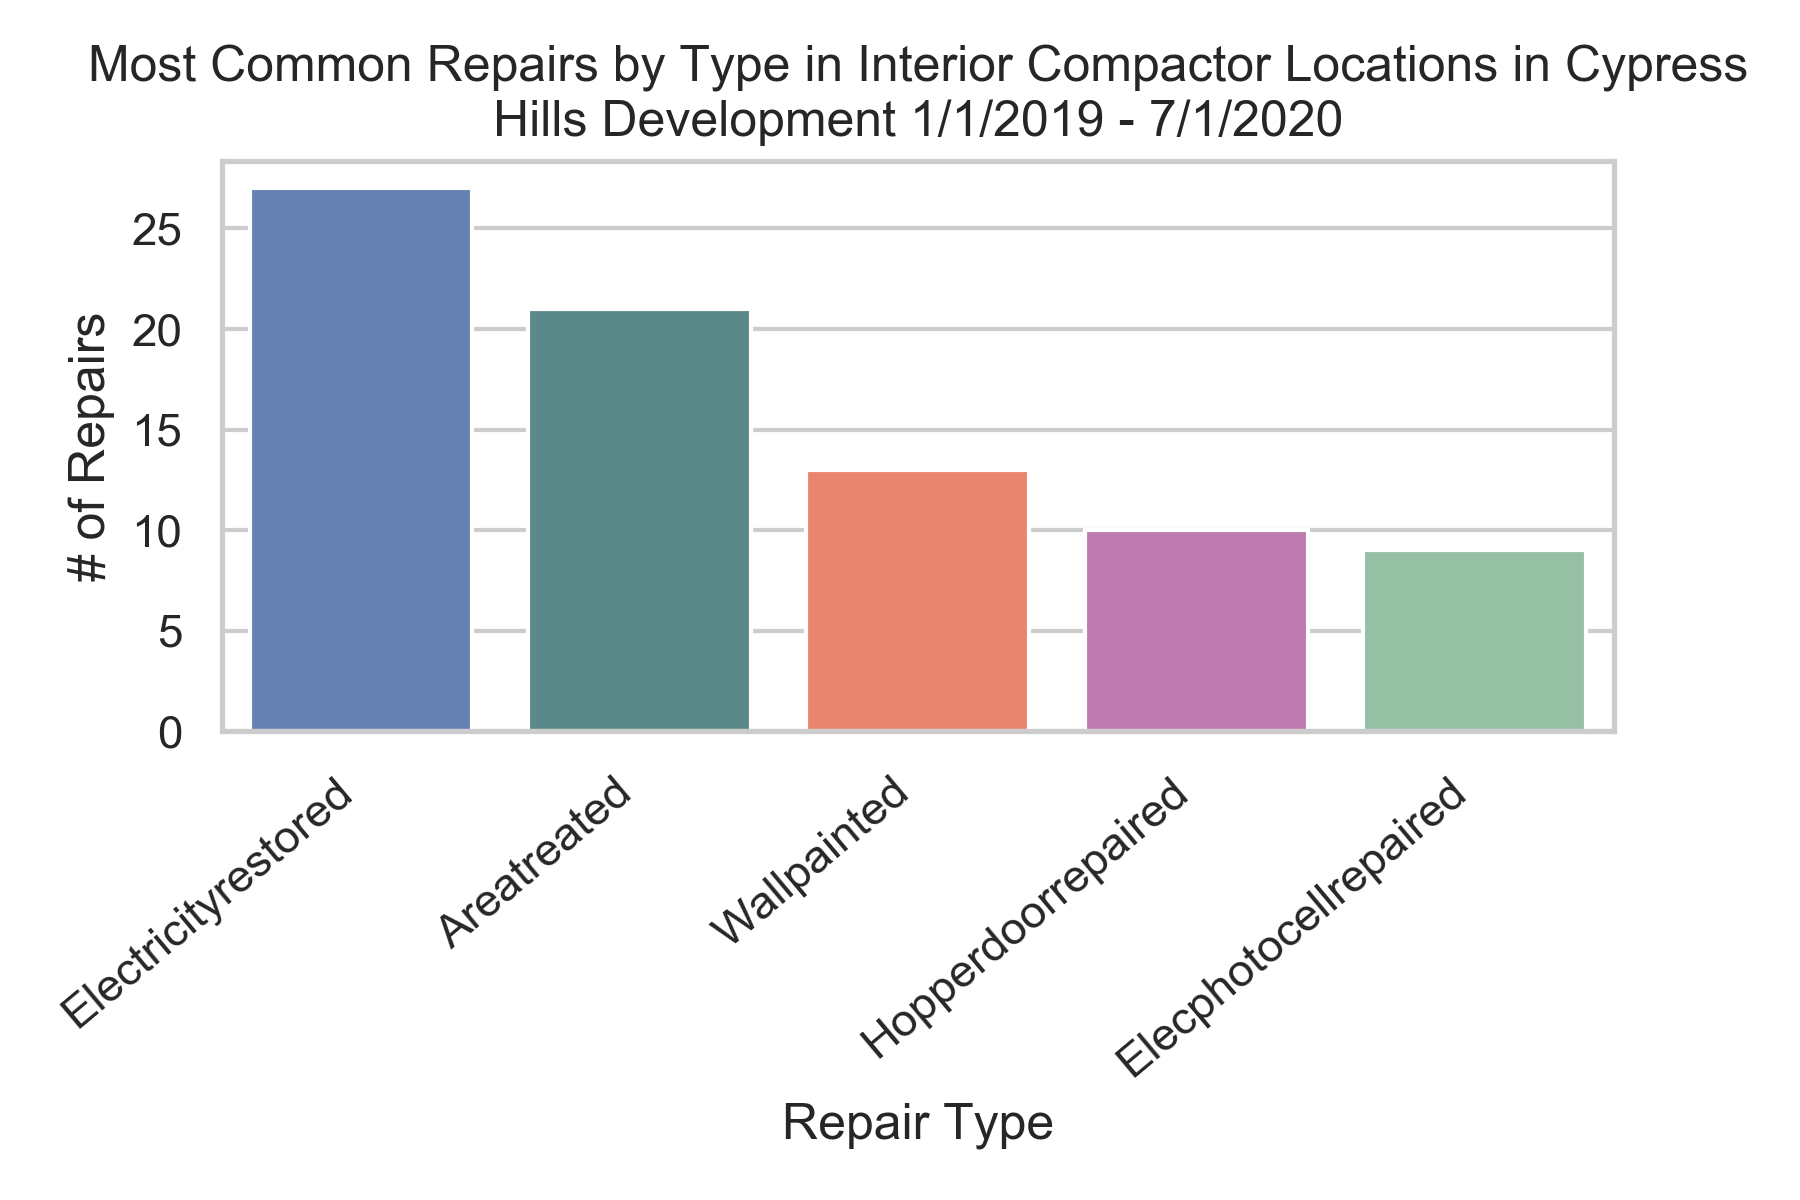 Most Common Repairs by Type in Interior Compactor Locations in Cypress
Hills Development 1/1/2019 - 7/1/2020
# of Repairs
25
20
15
10
5
0
Electricityrestored
Areatreated
Wallpainted
Hopperdoorrepaired
Elecphotocellrepaired
Repair Type